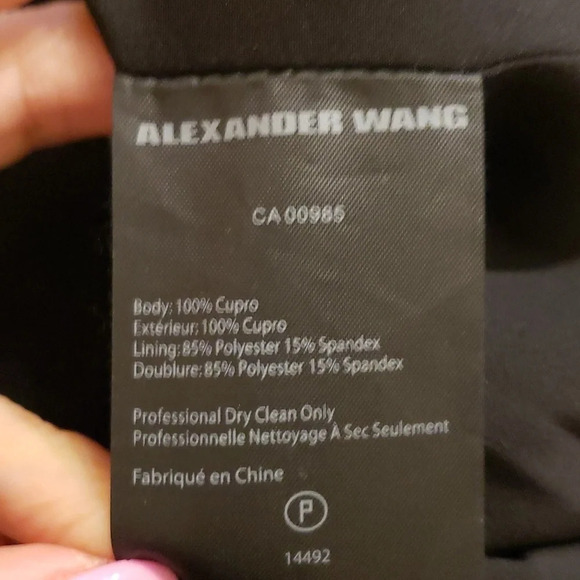 ALEXANDER WANG
CA 00985
Body: 100% Cupro
Extérieur: 100% Cupro
Lining: 85% Polyester 15% Spandex
Doublure: 85% Polyester 15% Spandex
Professional Dry Clean Only
Professionnelle Nettoyage À Sec Seulement
Fabriqué en Chine
P
14492